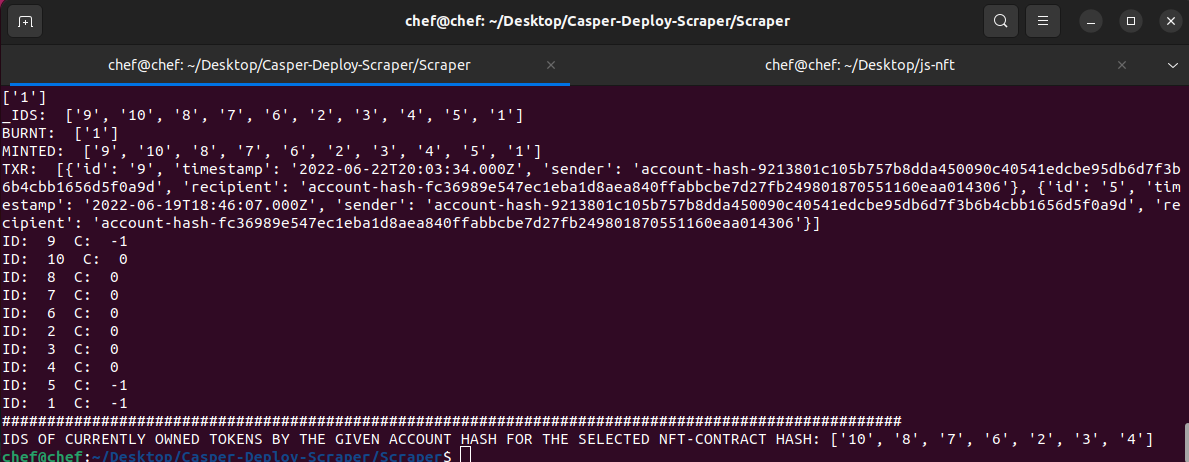 chef@chef: ~/Desktop/Casper-Deploy-Scraper/Scraper
chef@chef: ~/Desktop/Casper-Deploy-Scraper/Scraper
chef@chef: ~/Desktop/js-nft
['1']
_IDS:  ['9', '10', '8', '7', '6', '2', '3', '4', '5', '1']
BURNT:  ['1']
MINTED:  ['9', '10', '8', '7', '6', '2', '3', '4', '5', '1']
TXR:  [{'id': '9', 'timestamp': '2022-06-22T20:03:34.000Z', 'sender': 'account-hash-9213801c105b757b8dda450090c40541edcbe95db6d7f3b
6b4cbb1656d5f0a9d', 'recipient': 'account-hash-fc36989e547ec1eba1d8aea840ffabbcbe7d27fb249801870551160eaa014306'}, {'id': '5', 'tim
estamp': '2022-06-19T18:46:07.000Z', 'sender': 'account-hash-9213801c105b757b8dda450090c40541edcbe95db6d7f3b6b4cbb1656d5f0a9d', 're
cipient': 'account-hash-fc36989e547ec1eba1d8aea840ffabbcbe7d27fb249801870551160eaa014306'}]
ID:  9  C:  -1
ID:  10  C:  0
ID:  8  C:  0
ID:  7  C:  0
ID:  6  C:  0
ID:  2  C:  0
ID:  3  C:  0
ID:  4  C:  0
ID:  5  C:  -1
ID:  1  C:  -1
####################################################################################################
IDS OF CURRENTLY OWNED TOKENS BY THE GIVEN ACCOUNT HASH FOR THE SELECTED NFT-CONTRACT HASH: ['10', '8', '7', '6', '2', '3', '4']
chef@chef:~/Desktop/Casper-Deploy-Scraper/Scraper$